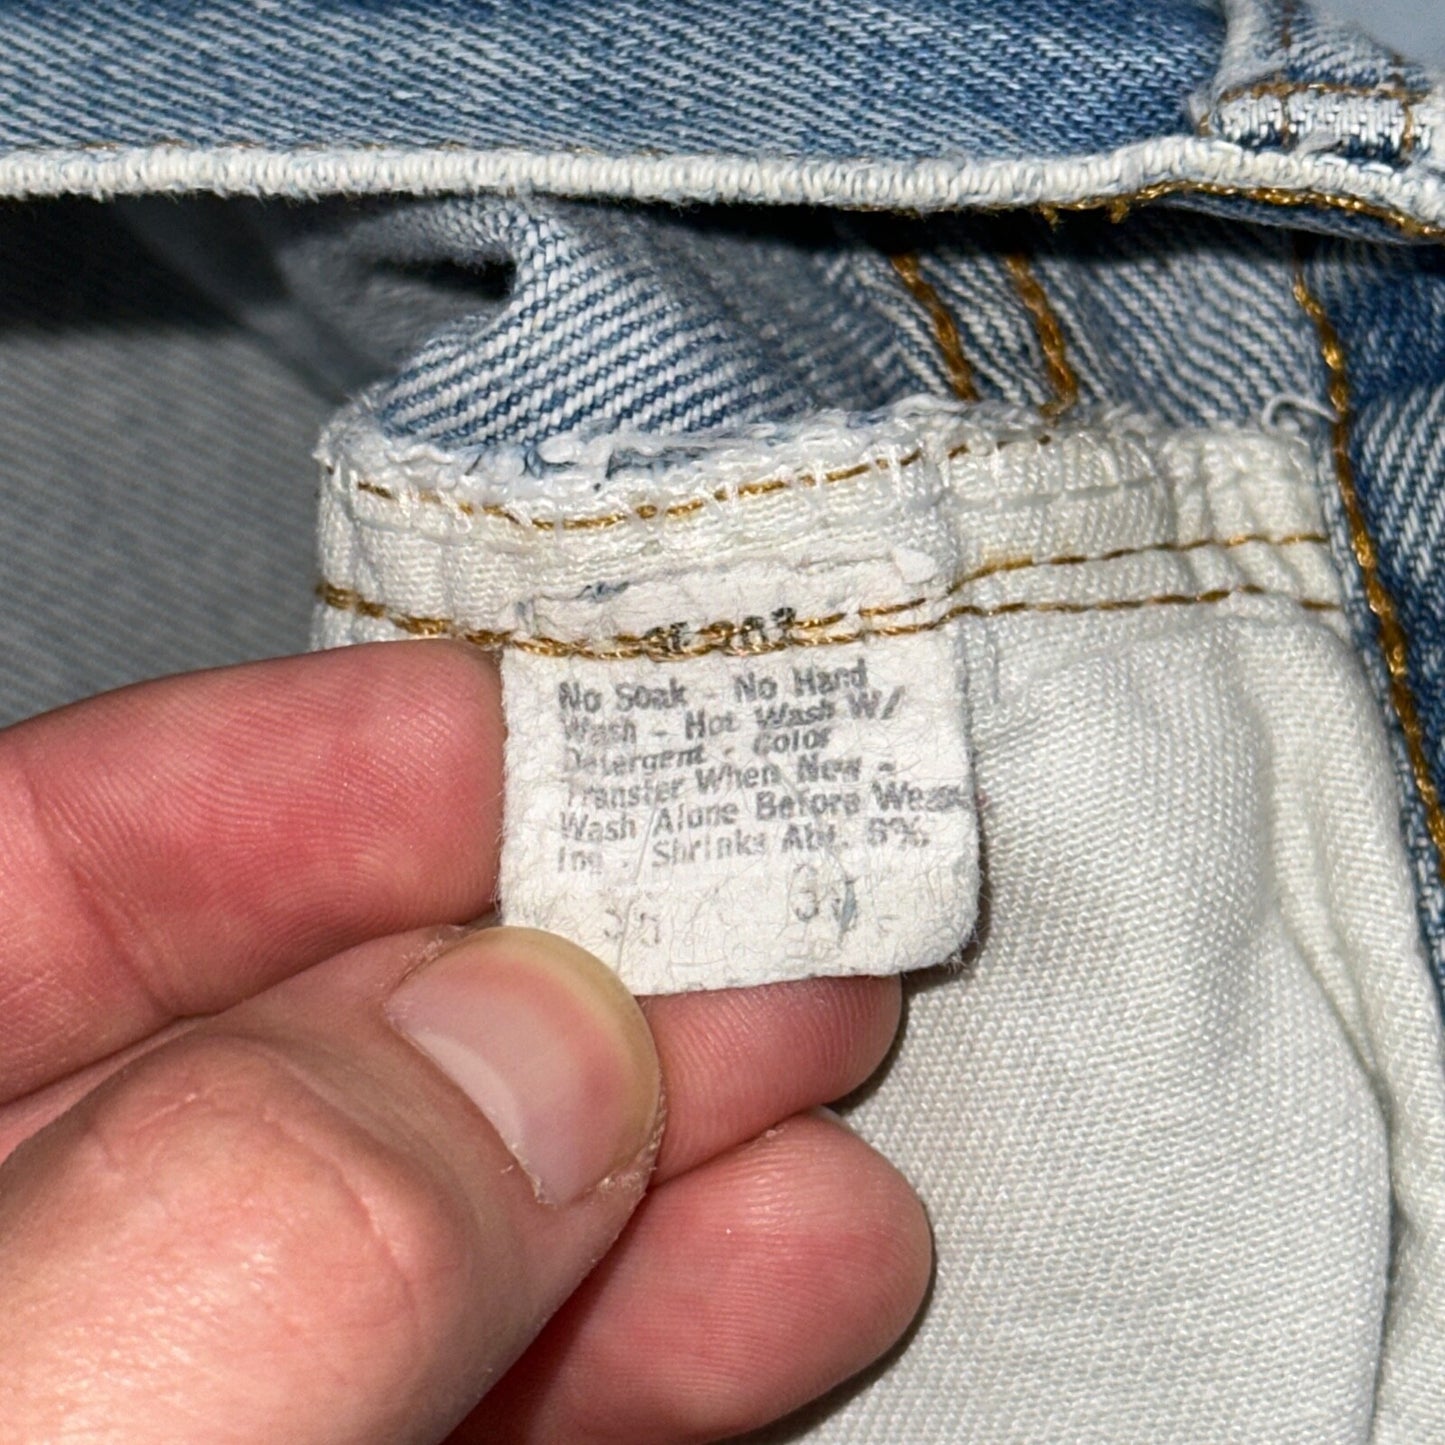 No Soak - No Hand
Wash - Hot Wash W/
Detergent - Color
Transfer When New -
Wash Alone Before Wear-
ing - Shrinks Abt. 8%.